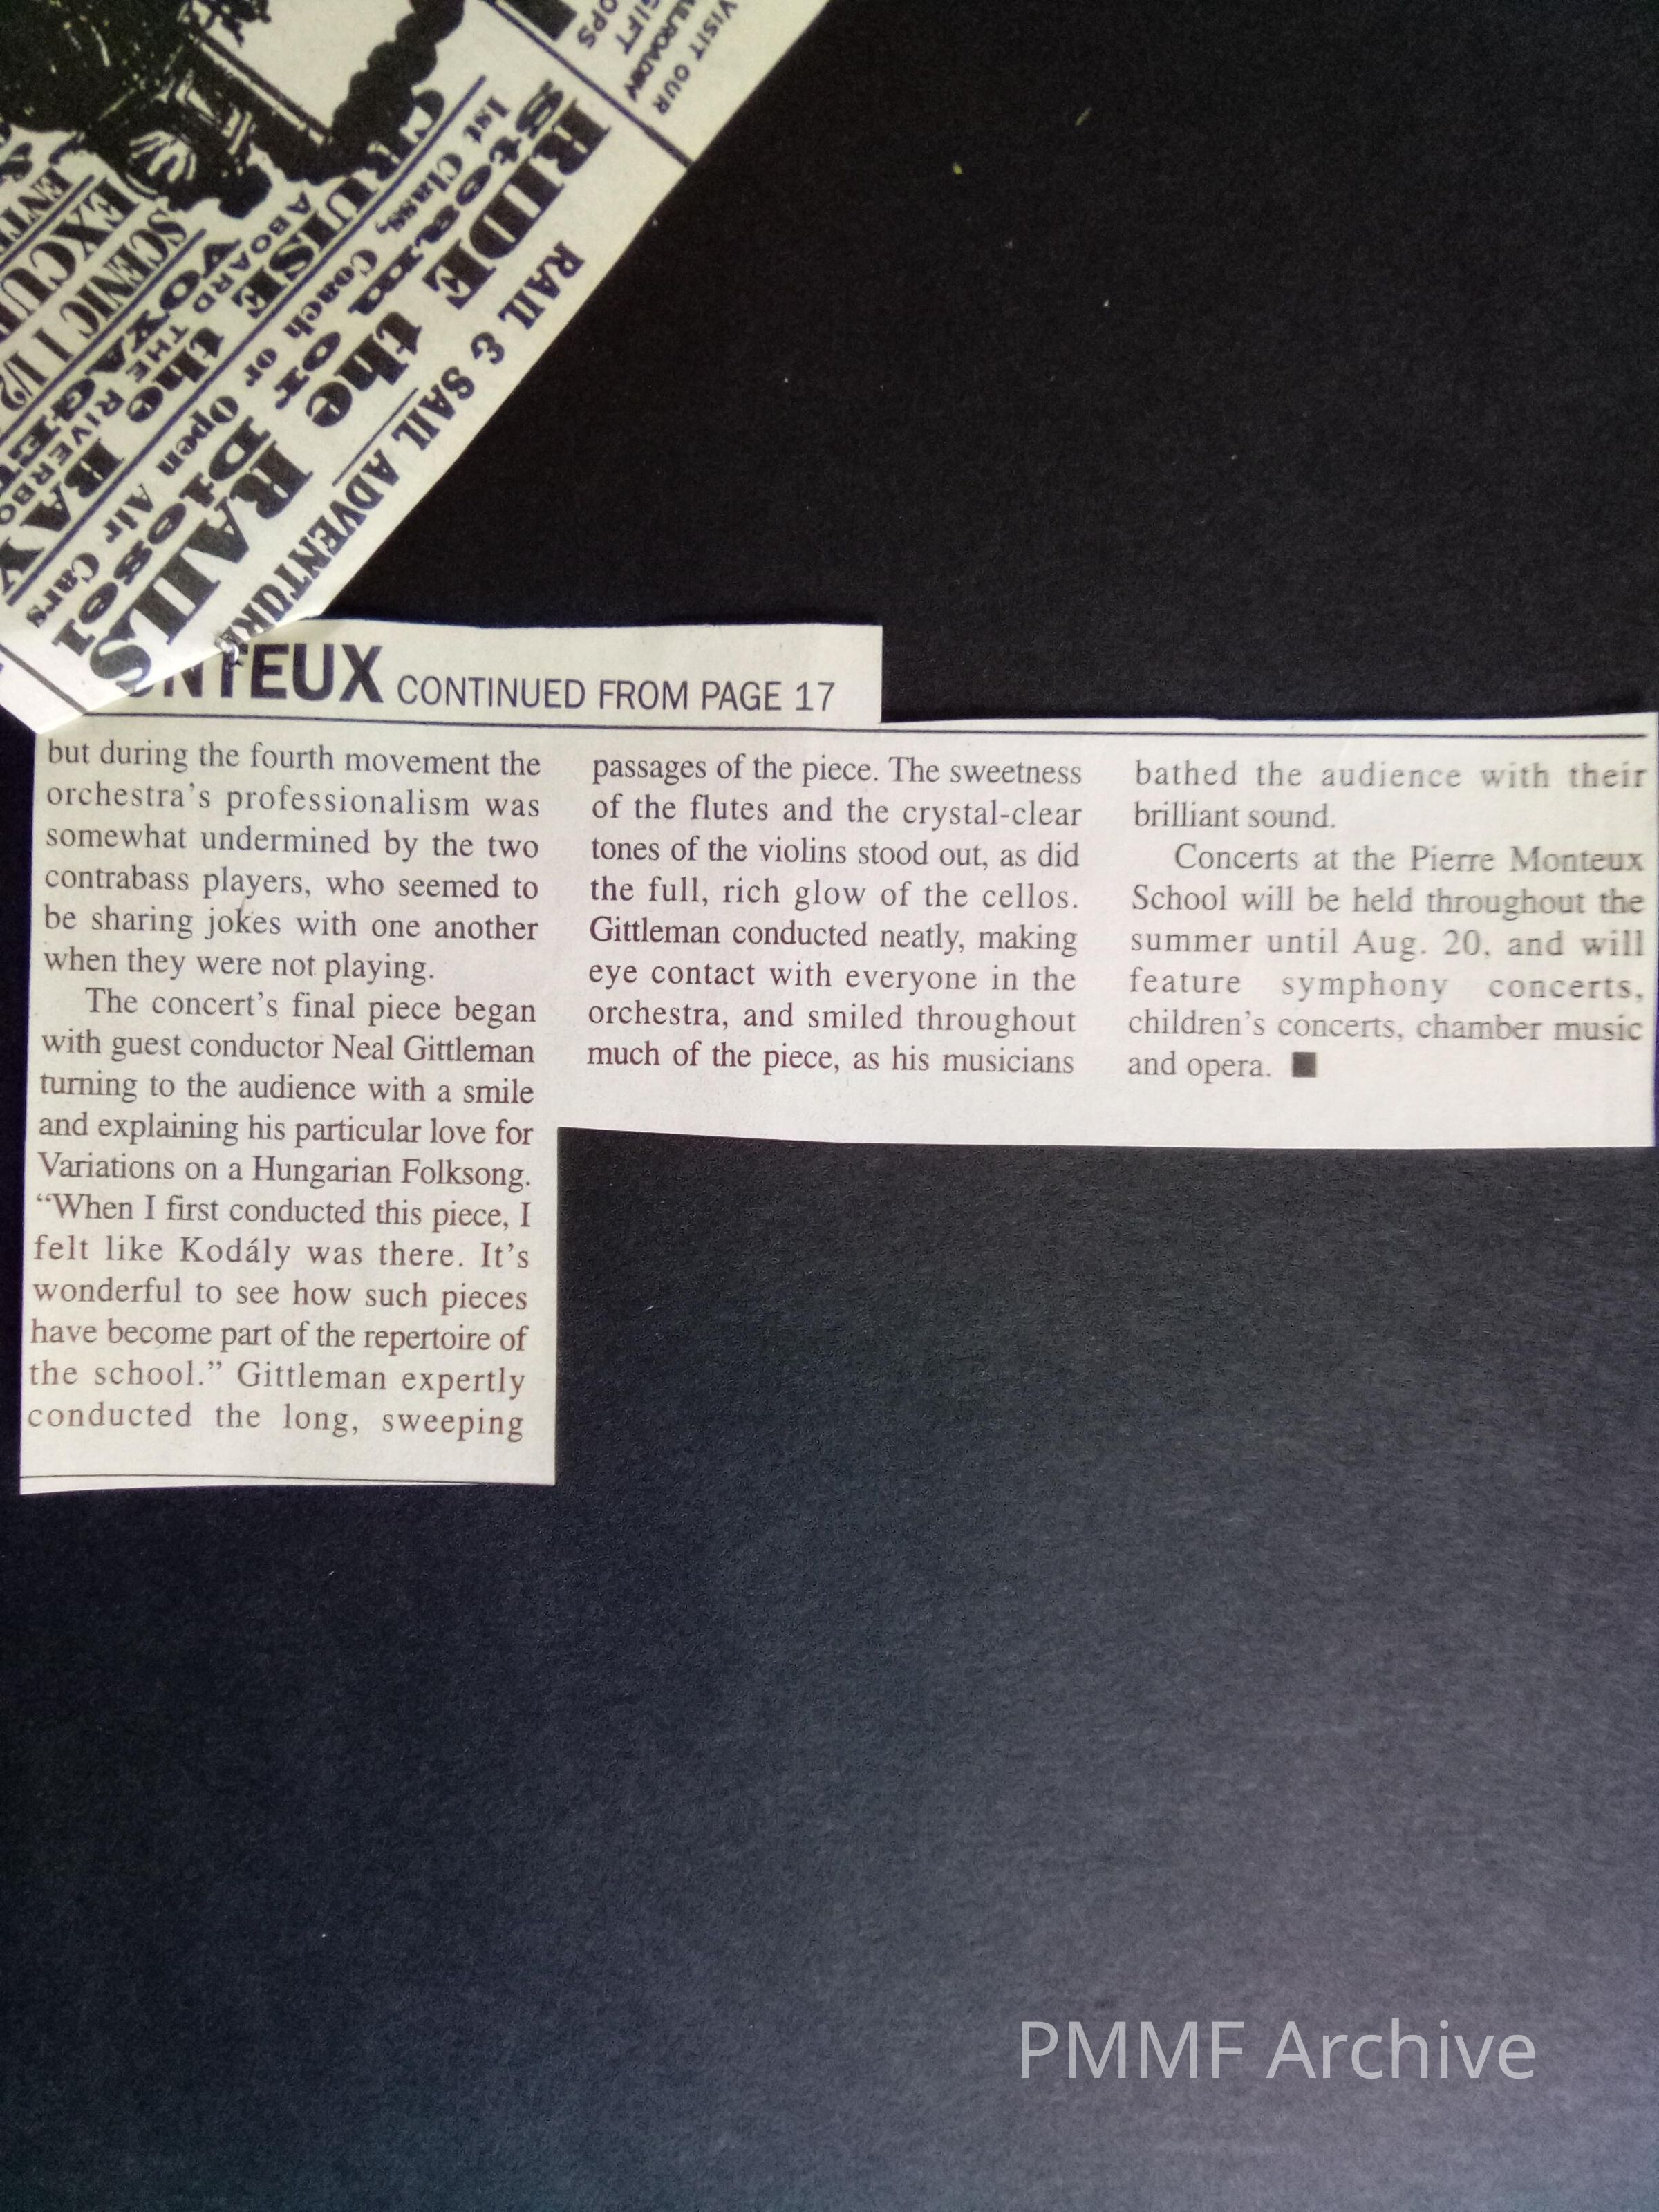 VISIT OUR
GIFT
RIDE the RAILS
Steam or Diesel
1st Class, Coach or Open Air Cars
CRUISE the BAY
ABOARD THE
SCENIC 1 1/2
RAIL & SAIL ADVENTURE
CONTINUED FROM PAGE 17
but during the fourth movement the
orchestra's professionalism was
somewhat undermined by the two
contrabass players, who seemed to
be sharing jokes with one another
when they were not playing.
The concert's final piece began
with guest conductor Neal Gittleman
turning to the audience with a smile
and explaining his particular love for
Variations on a Hungarian Folksong.
“When I first conducted this piece, I
felt like Kodály was there. It's
wonderful to see how such pieces
have become part of the repertoire of
the school.” Gittleman expertly
conducted the long, sweeping
passages of the piece. The sweetness
of the flutes and the crystal-clear
tones of the violins stood out, as did
the full, rich glow of the cellos.
Gittleman conducted neatly, making
eye contact with everyone in the
orchestra, and smiled throughout
much of the piece, as his musicians
bathed the audience with their
brilliant sound.
Concerts at the Pierre Monteux
School will be held throughout the
summer until Aug. 20, and will
feature symphony concerts,
children's concerts, chamber music
and opera. ■
PMMF Archive